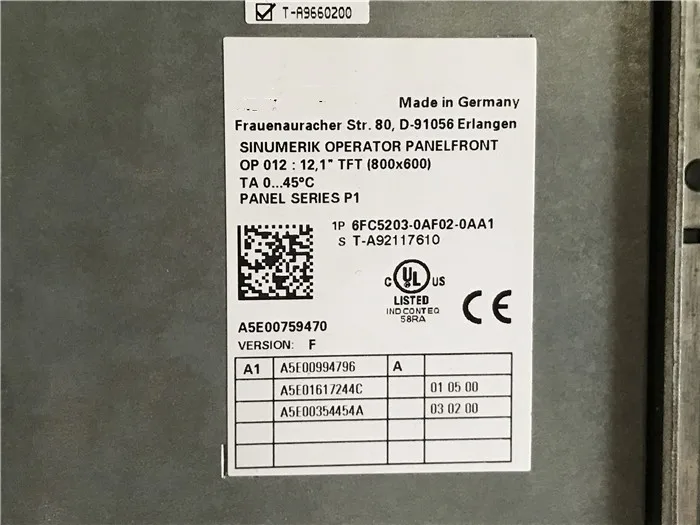 T-A9660200
Made in Germany
Frauenauracher Str. 80, D-91056 Erlangen
SINUMERIK OPERATOR PANELFRONT
OP 012 : 12,1" TFT (800x600)
TA 0...45°C
PANEL SERIES P1
1P 6FC5203-0AF02-0AA1
S T-A92117610
C UL US
LISTED
IND CONT EQ
58RA
CE
A5E00759470
VERSION: F
A1 A5E00994796 A
A5E01617244C 01 05 00
A5E00354454A 03 02 00